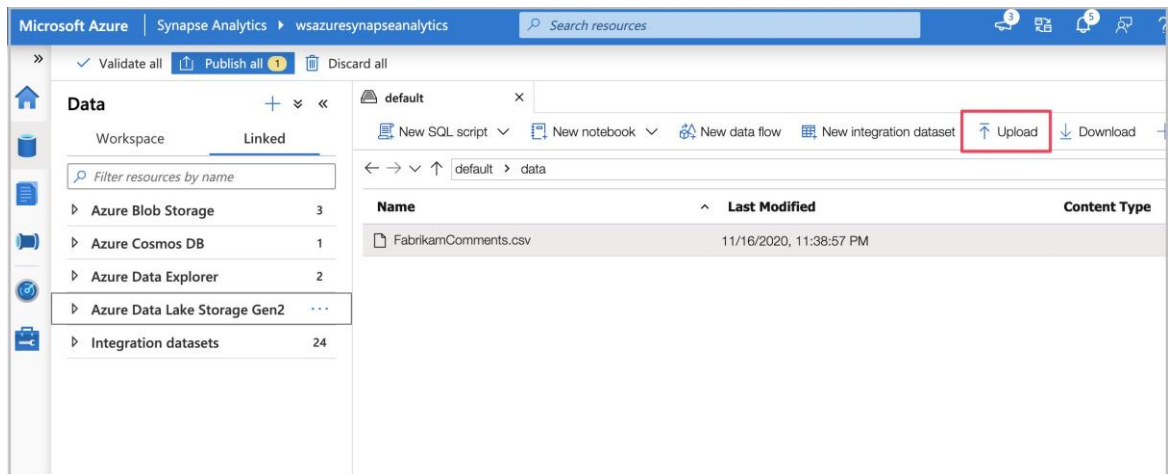 Microsoft Azure Synapse Analytics wsazuresynapseanalytics Search resources 3 5 ?
Validate all Publish all 1 Discard all
Data
Workspace Linked
Filter resources by name
Azure Blob Storage 3
Azure Cosmos DB 1
Azure Data Explorer 2
Azure Data Lake Storage Gen2 ...
Integration datasets 24
default
New SQL script New notebook New data flow New integration dataset Upload Download
default > data
Name Last Modified Content Type
FabrikamComments.csv 11/16/2020, 11:38:57 PM